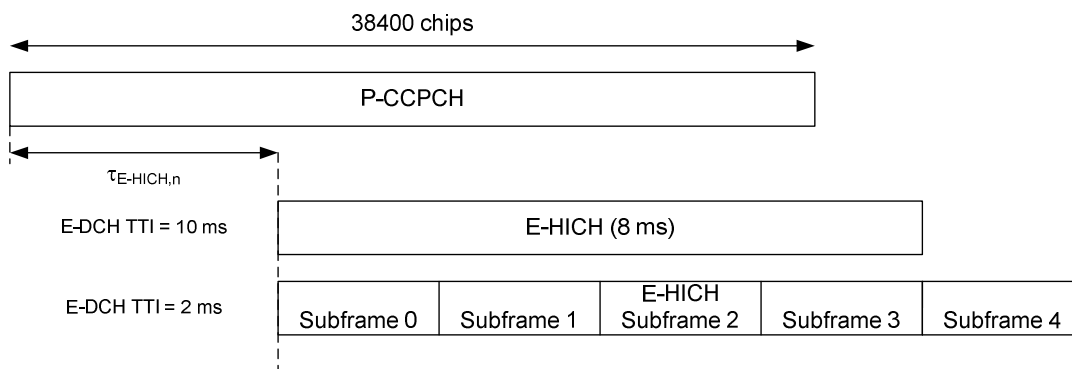 38400 chips
P-CCPCH
τE-HICH,n
E-DCH TTI = 10 ms
E-HICH (8 ms)
E-DCH TTI = 2 ms
Subframe 0
Subframe 1
E-HICH
Subframe 2
Subframe 3
Subframe 4